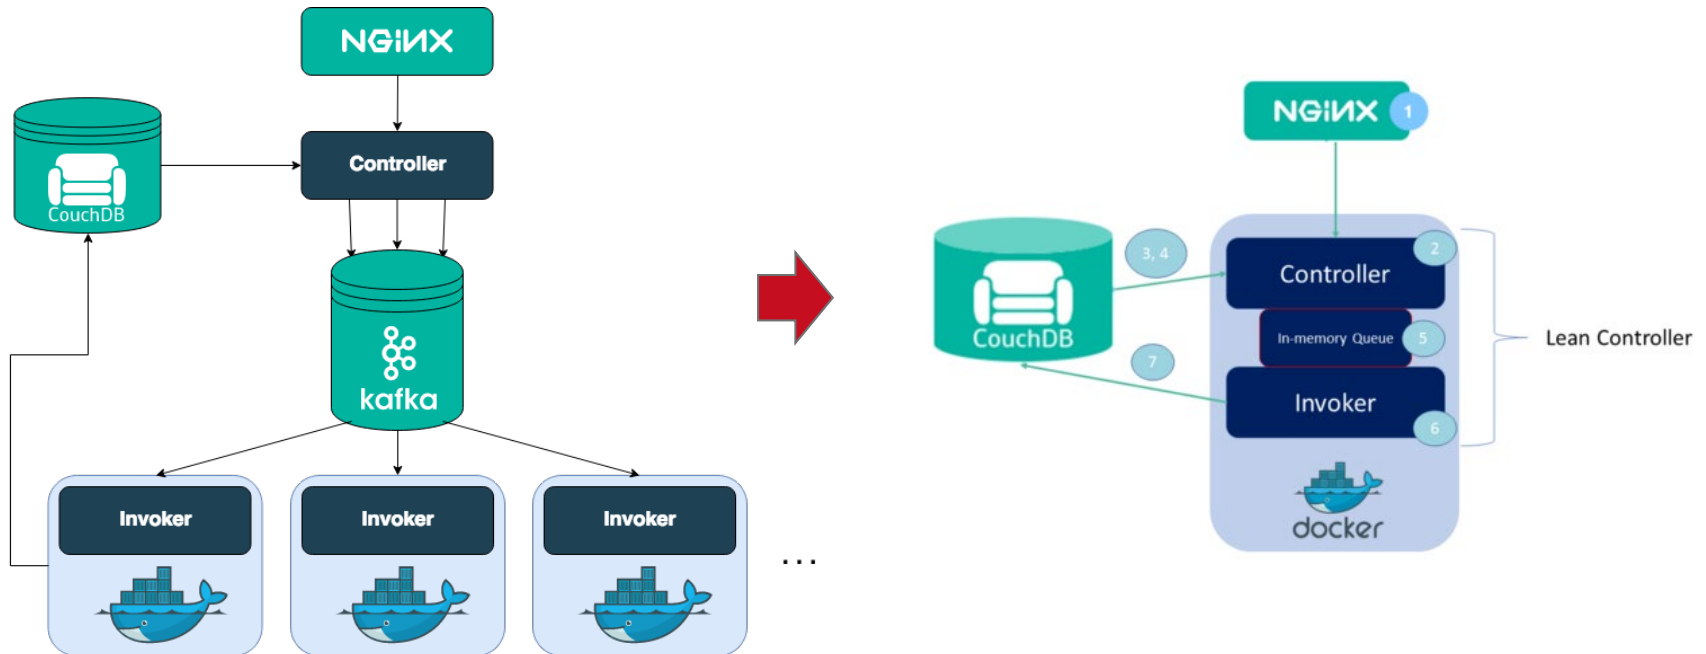 NGiNX
CouchDB
Controller
kafka
Invoker
Invoker
Invoker
...
NGiNX
1
CouchDB
3, 4
7
Controller
2
In-memory Queue
5
Invoker
6
docker
Lean Controller